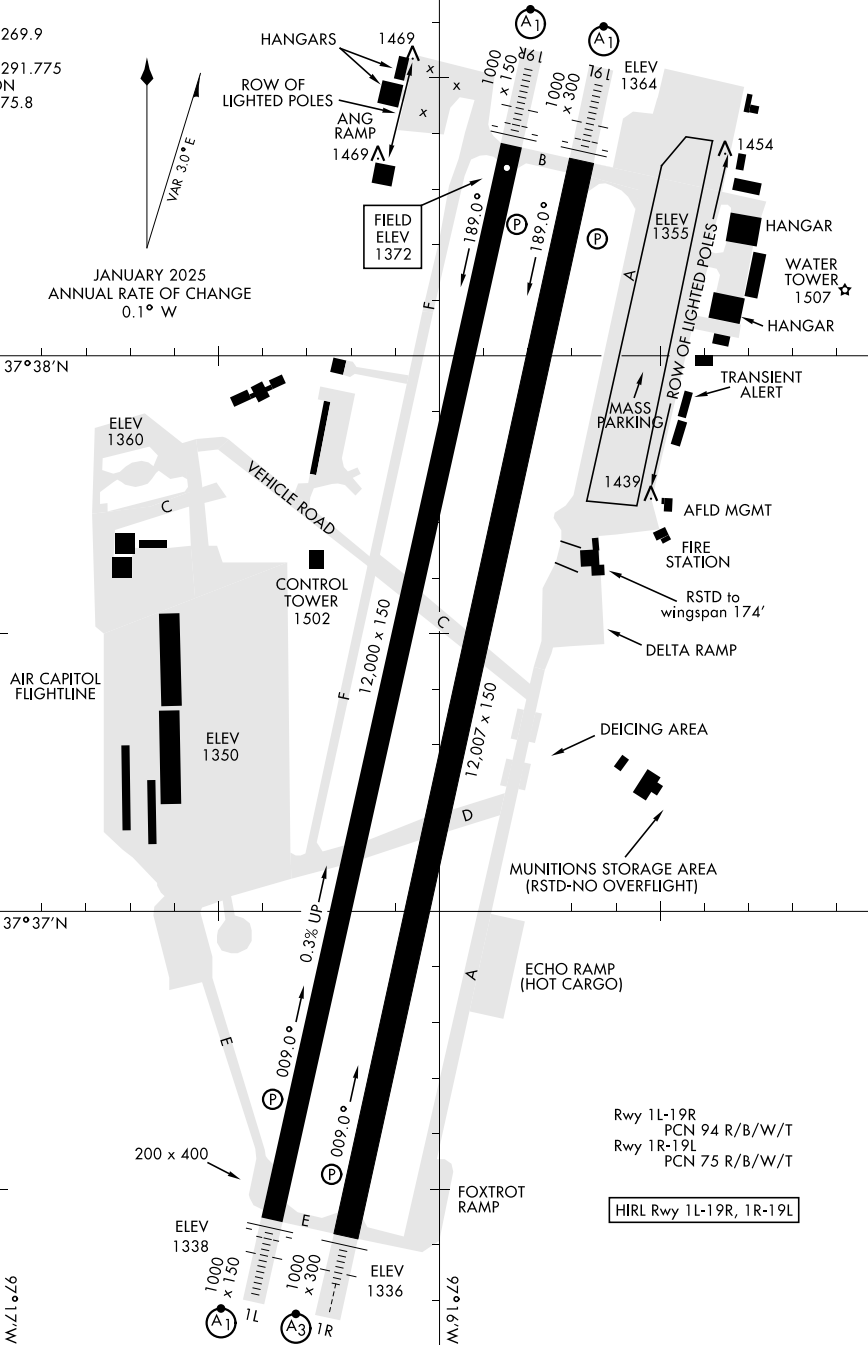 269.9
291.775
ON
75.8
VAR 3.0° E
JANUARY 2025
ANNUAL RATE OF CHANGE
0.1° W
HANGARS
1469
ROW OF
LIGHTED POLES
ANG
RAMP
1469
x
x
x
A1
A1
1000
x 150
19R
1000
x 300
19L
ELEV
1364
B
FIELD
ELEV
1372
189.0°
189.0°
P
P
ELEV
1355
A
ROW OF LIGHTED POLES
1454
HANGAR
WATER
TOWER
1507
HANGAR
F
37°38'N
TRANSIENT
ALERT
MASS
PARKING
1439
AFLD MGMT
FIRE
STATION
RSTD to
wingspan 174'
DELTA RAMP
ELEV
1360
C
VEHICLE ROAD
CONTROL
TOWER
1502
C
12,000 x 150
F
12,007 x 150
AIR CAPITOL
FLIGHTLINE
ELEV
1350
DEICING AREA
D
MUNITIONS STORAGE AREA
(RSTD-NO OVERFLIGHT)
37°37'N
0.3% UP
A
ECHO RAMP
(HOT CARGO)
E
009.0°
P
009.0°
P
Rwy 1L-19R
PCN 94 R/B/W/T
Rwy 1R-19L
PCN 75 R/B/W/T
HIRL Rwy 1L-19R, 1R-19L
200 x 400
FOXTROT
RAMP
E
ELEV
1338
1000
x 150
1000
x 300
ELEV
1336
A1
1L
A3
1R
97°17'W
97°16'W